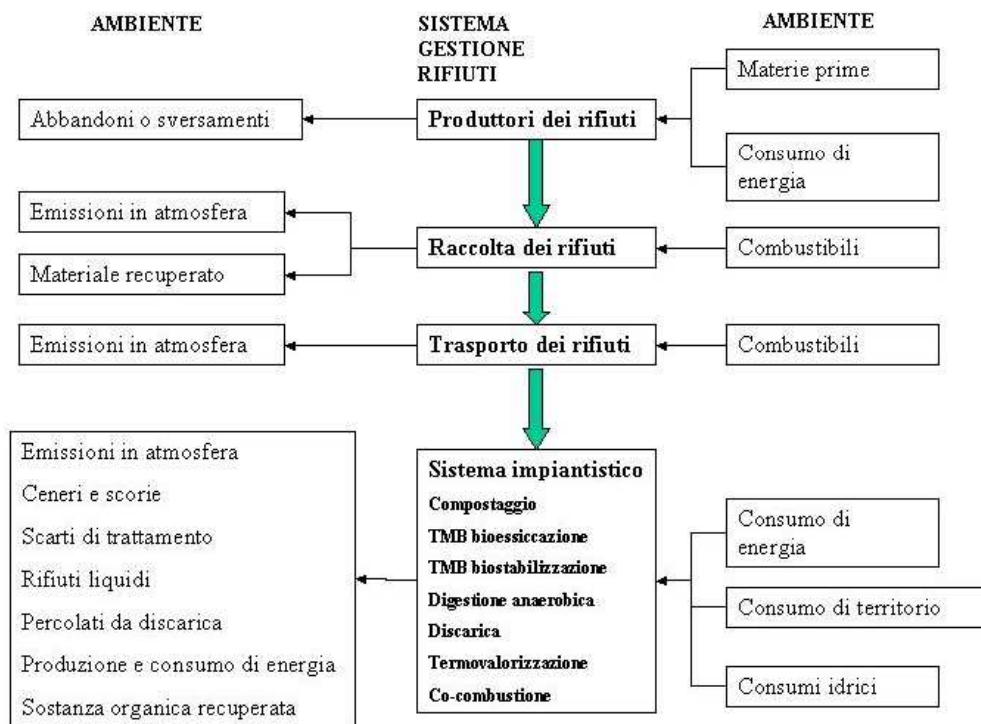 AMBIENTE
SISTEMA
GESTIONE
RIFIUTI
AMBIENTE
Materie prime
Abbandoni o sversamenti
Produttori dei rifiuti
Consumo di
energia
Emissioni in atmosfera
Raccolta dei rifiuti
Combustibili
Materiale recuperato
Emissioni in atmosfera
Trasporto dei rifiuti
Combustibili
Emissioni in atmosfera
Ceneri e scorie
Scarti di trattamento
Rifiuti liquidi
Percolati da discarica
Produzione e consumo di energia
Sostanza organica recuperata
Sistema impiantistico
Compostaggio
TMB bioessiccazione
TMB biostabilizzazione
Digestione anaerobica
Discarica
Termovalorizzazione
Co-combustione
Consumo di
energia
Consumo di territorio
Consumi idrici